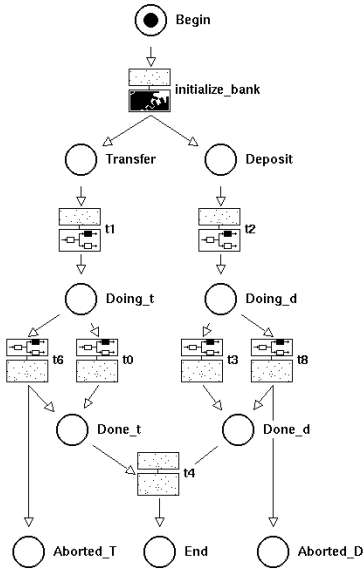 Begin
initialize_bank
Transfer
Deposit
t1
t2
Doing_t
Doing_d
t6
t0
t3
t8
Done_t
Done_d
t4
Aborted_T
End
Aborted_D